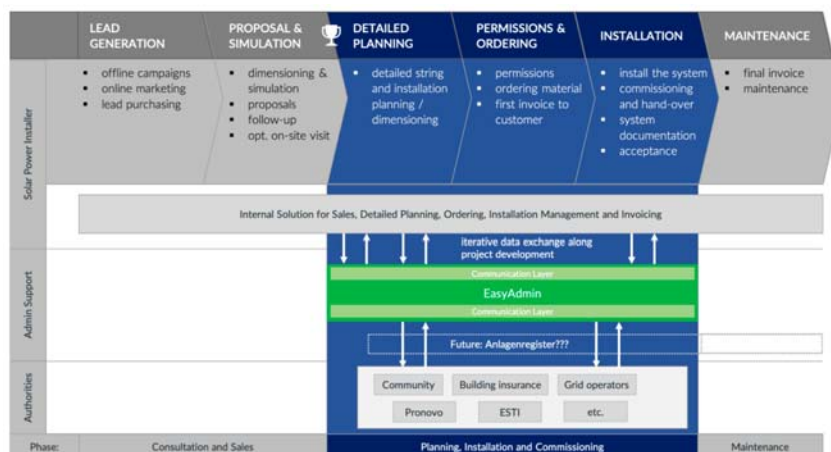 LEAD
GENERATION
PROPOSAL &
SIMULATION
DETAILED
PLANNING
PERMISSIONS &
ORDERING
INSTALLATION
MAINTENANCE
Solar Power Installer
▪ offline campaigns
▪ online marketing
▪ lead purchasing
▪ dimensioning &
simulation
▪ proposals
▪ follow-up
▪ opt. on-site visit
▪ detailed string
and installation
planning /
dimensioning
▪ permissions
▪ ordering material
▪ first invoice to
customer
▪ install the system
▪ commissioning
and hand-over
▪ system
documentation
▪ acceptance
▪ final invoice
▪ maintenance
Internal Solution for Sales, Detailed Planning, Ordering, Installation Management and Invoicing
iterative data exchange along
project development
Admin Support
Communication Layer
EasyAdmin
Communication Layer
Future: Anlagenregister???
Authorities
Community
Building insurance
Grid operators
Pronovo
ESTI
etc.
Phase:
Consultation and Sales
Planning, Installation and Commissioning
Maintenance